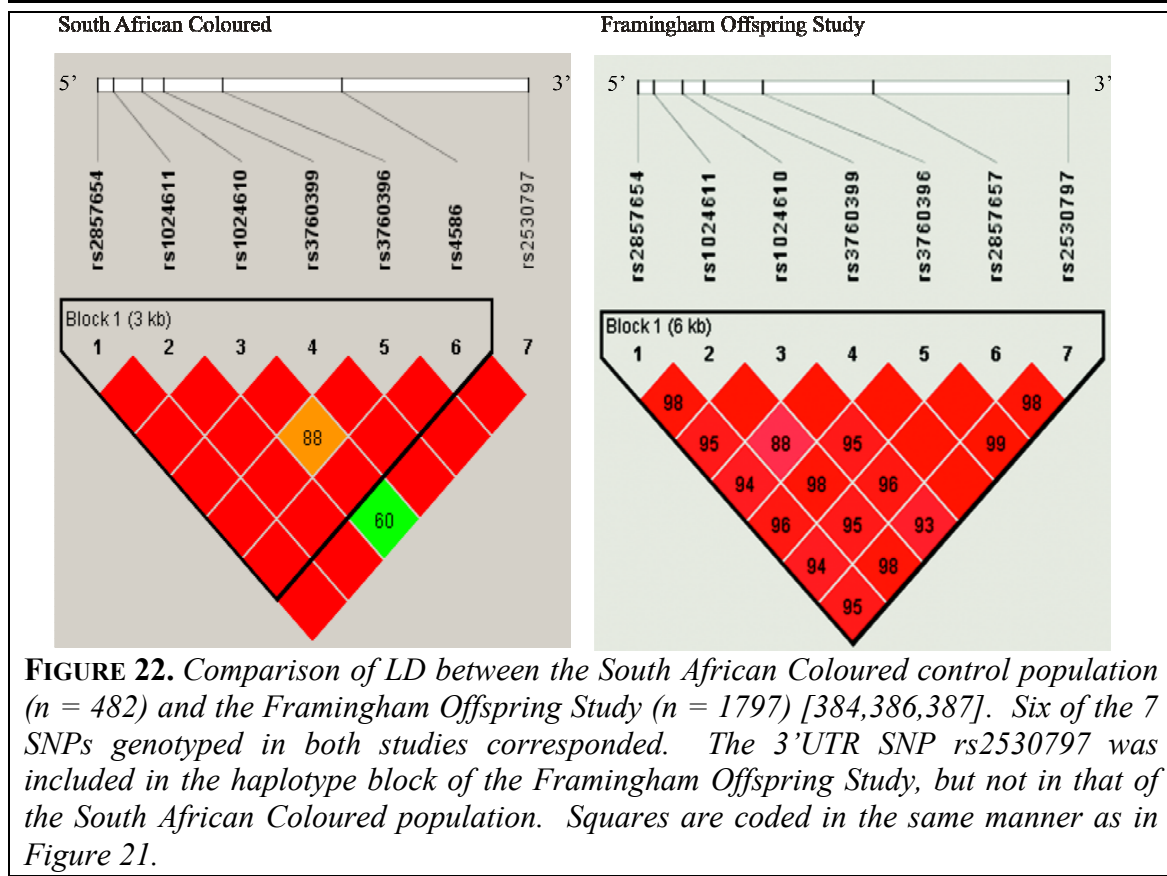 South African Coloured
Framingham Offspring Study
5’ 3’
5’ 3’
rs2857654
rs1024611
rs1024610
rs3760399
rs3760396
rs4586
rs2530797
rs2857654
rs1024611
rs1024610
rs3760399
rs3760396
rs2857657
rs2530797
Block 1 (3 kb)
1 2 3 4 5 6 7
88
60
Block 1 (6 kb)
1 2 3 4 5 6 7
98 98
95 88 95 99
94 98 96
96 95 93
94 98
95
FIGURE 22. Comparison of LD between the South African Coloured control population
(n = 482) and the Framingham Offspring Study (n = 1797) [384,386,387]. Six of the 7
SNPs genotyped in both studies corresponded. The 3’UTR SNP rs2530797 was
included in the haplotype block of the Framingham Offspring Study, but not in that of
the South African Coloured population. Squares are coded in the same manner as in
Figure 21.